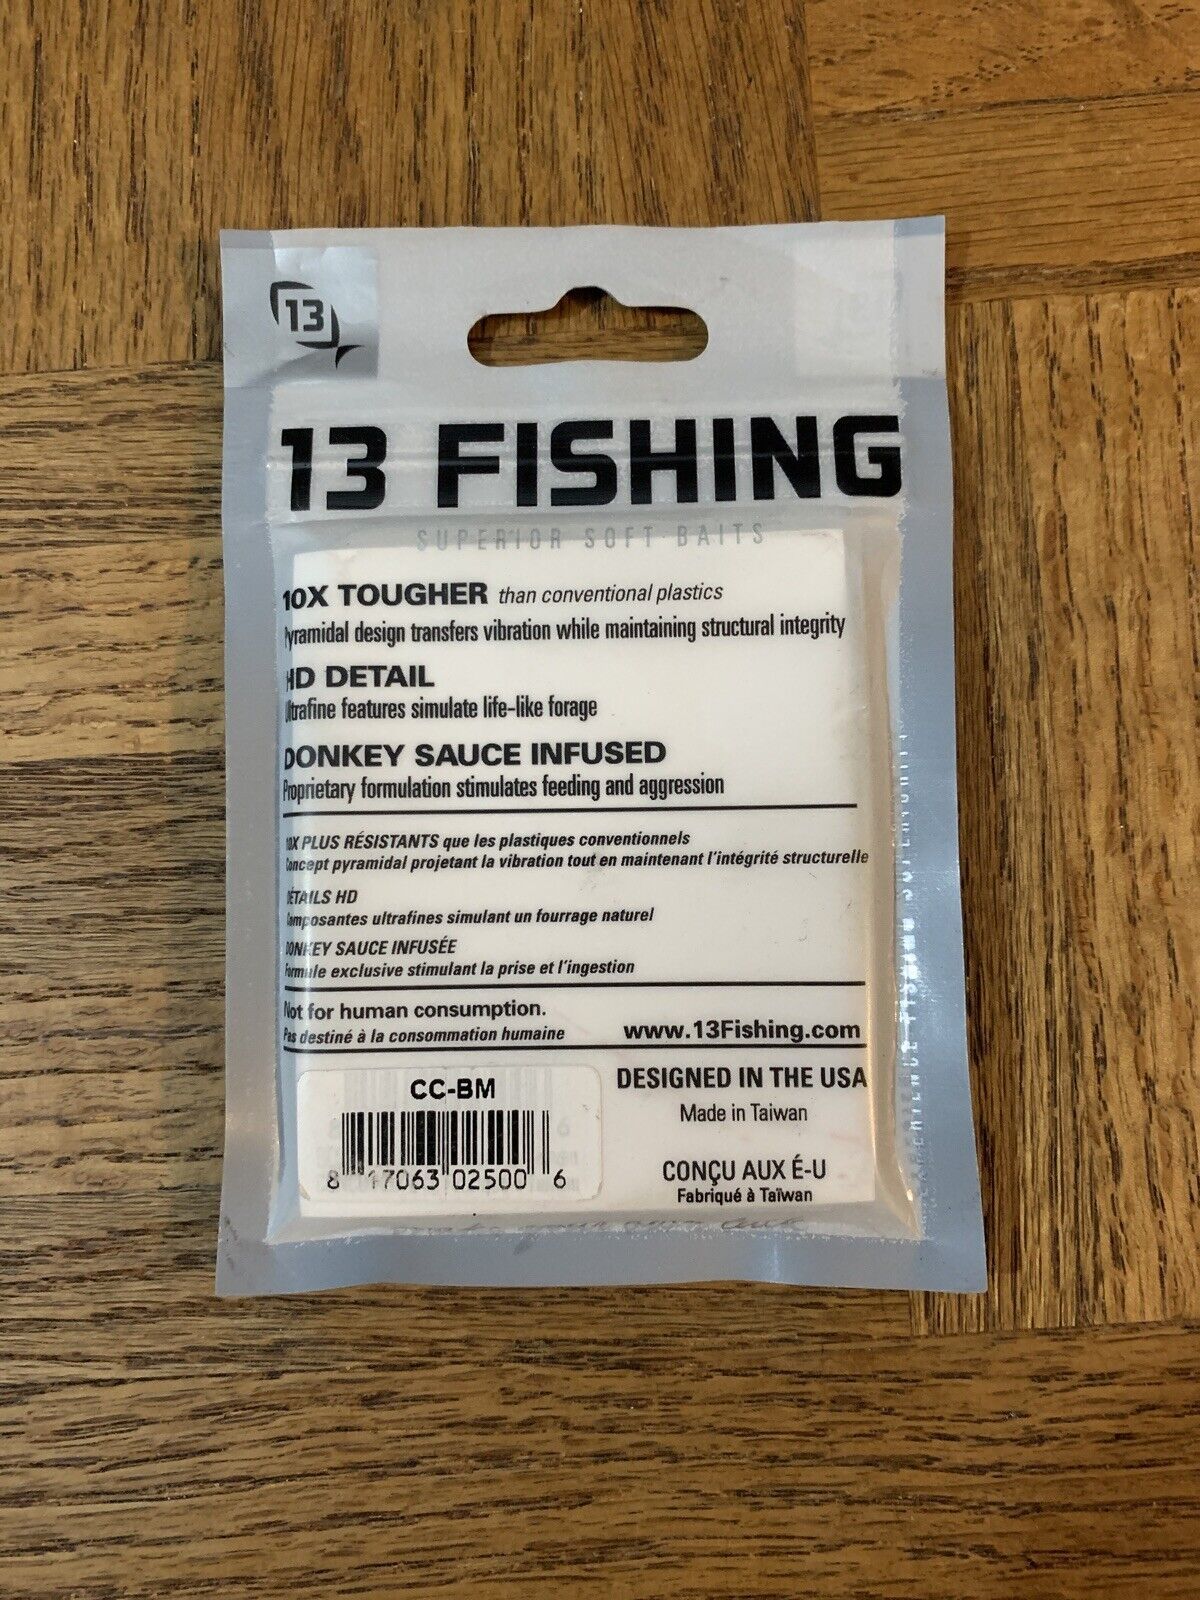 13
13 FISHING
SUPERIOR SOFT BAITS
10X TOUGHER than conventional plastics
Pyramidal design transfers vibration while maintaining structural integrity
HD DETAIL
Ultrafine features simulate life-like forage
DONKEY SAUCE INFUSED
Proprietary formulation stimulates feeding and aggression
10X PLUS RÉSISTANTS que les plastiques conventionnels
Concept pyramidal projetant la vibration tout en maintenant l'intégrité structurelle
DÉTAILS HD
Composantes ultrafines simulant un fourrage naturel
DONKEY SAUCE INFUSÉE
Formule exclusive stimulant la prise et l'ingestion
Not for human consumption.
Pas destiné à la consommation humaine
www.13Fishing.com
CC-BM
8 17063 02500 6
DESIGNED IN THE USA
Made in Taiwan
CONÇU AUX É-U
Fabriqué à Taïwan